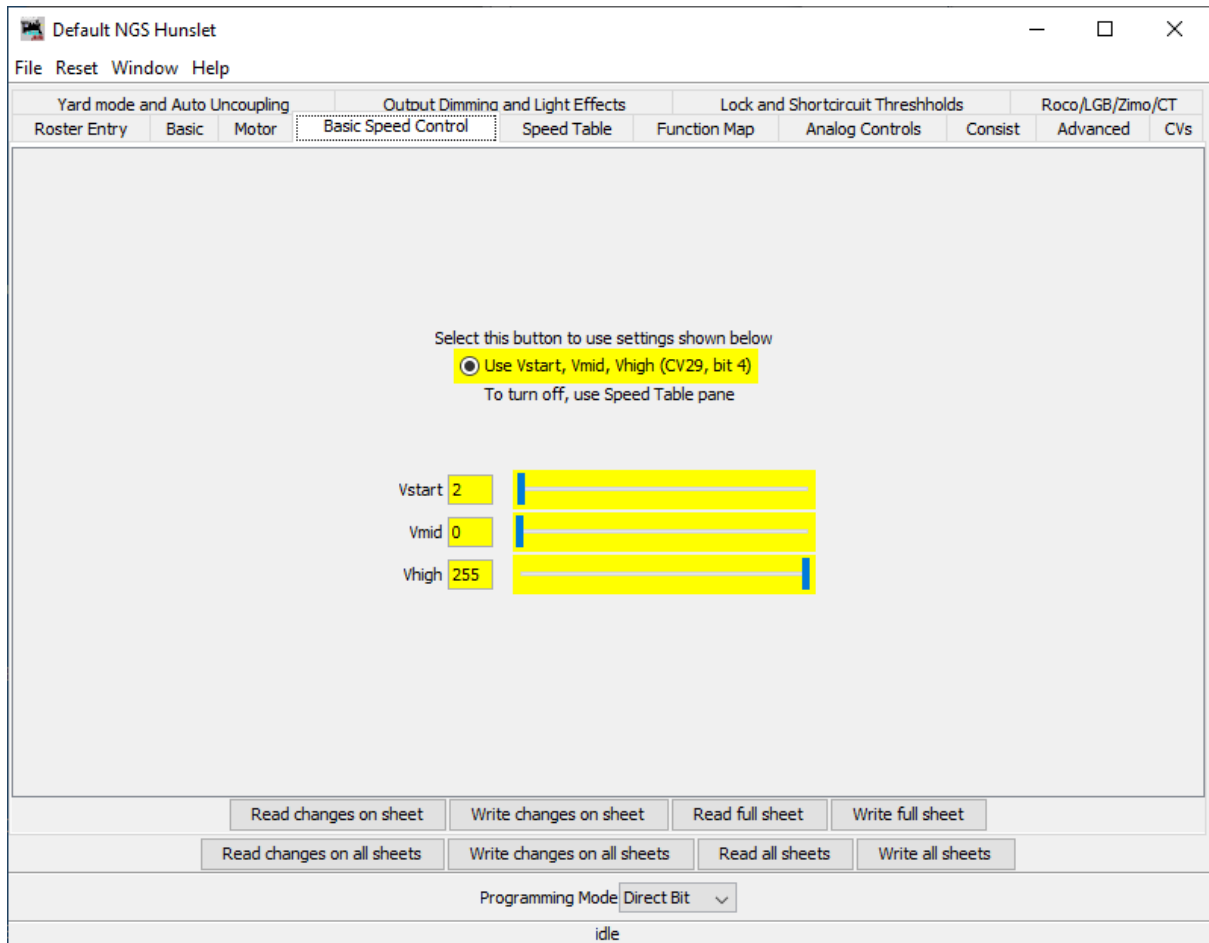 Default NGS Hunslet
File Reset Window Help
Yard mode and Auto Uncoupling Output Dimming and Light Effects Lock and Shortcircuit Threshholds Roco/LGB/Zimo/CT
Roster Entry Basic Motor Basic Speed Control Speed Table Function Map Analog Controls Consist Advanced CVs
Select this button to use settings shown below
Use Vstart, Vmid, Vhigh (CV29, bit 4)
To turn off, use Speed Table pane
Vstart 2
Vmid 0
Vhigh 255
Read changes on sheet Write changes on sheet Read full sheet Write full sheet
Read changes on all sheets Write changes on all sheets Read all sheets Write all sheets
Programming Mode Direct Bit
idle